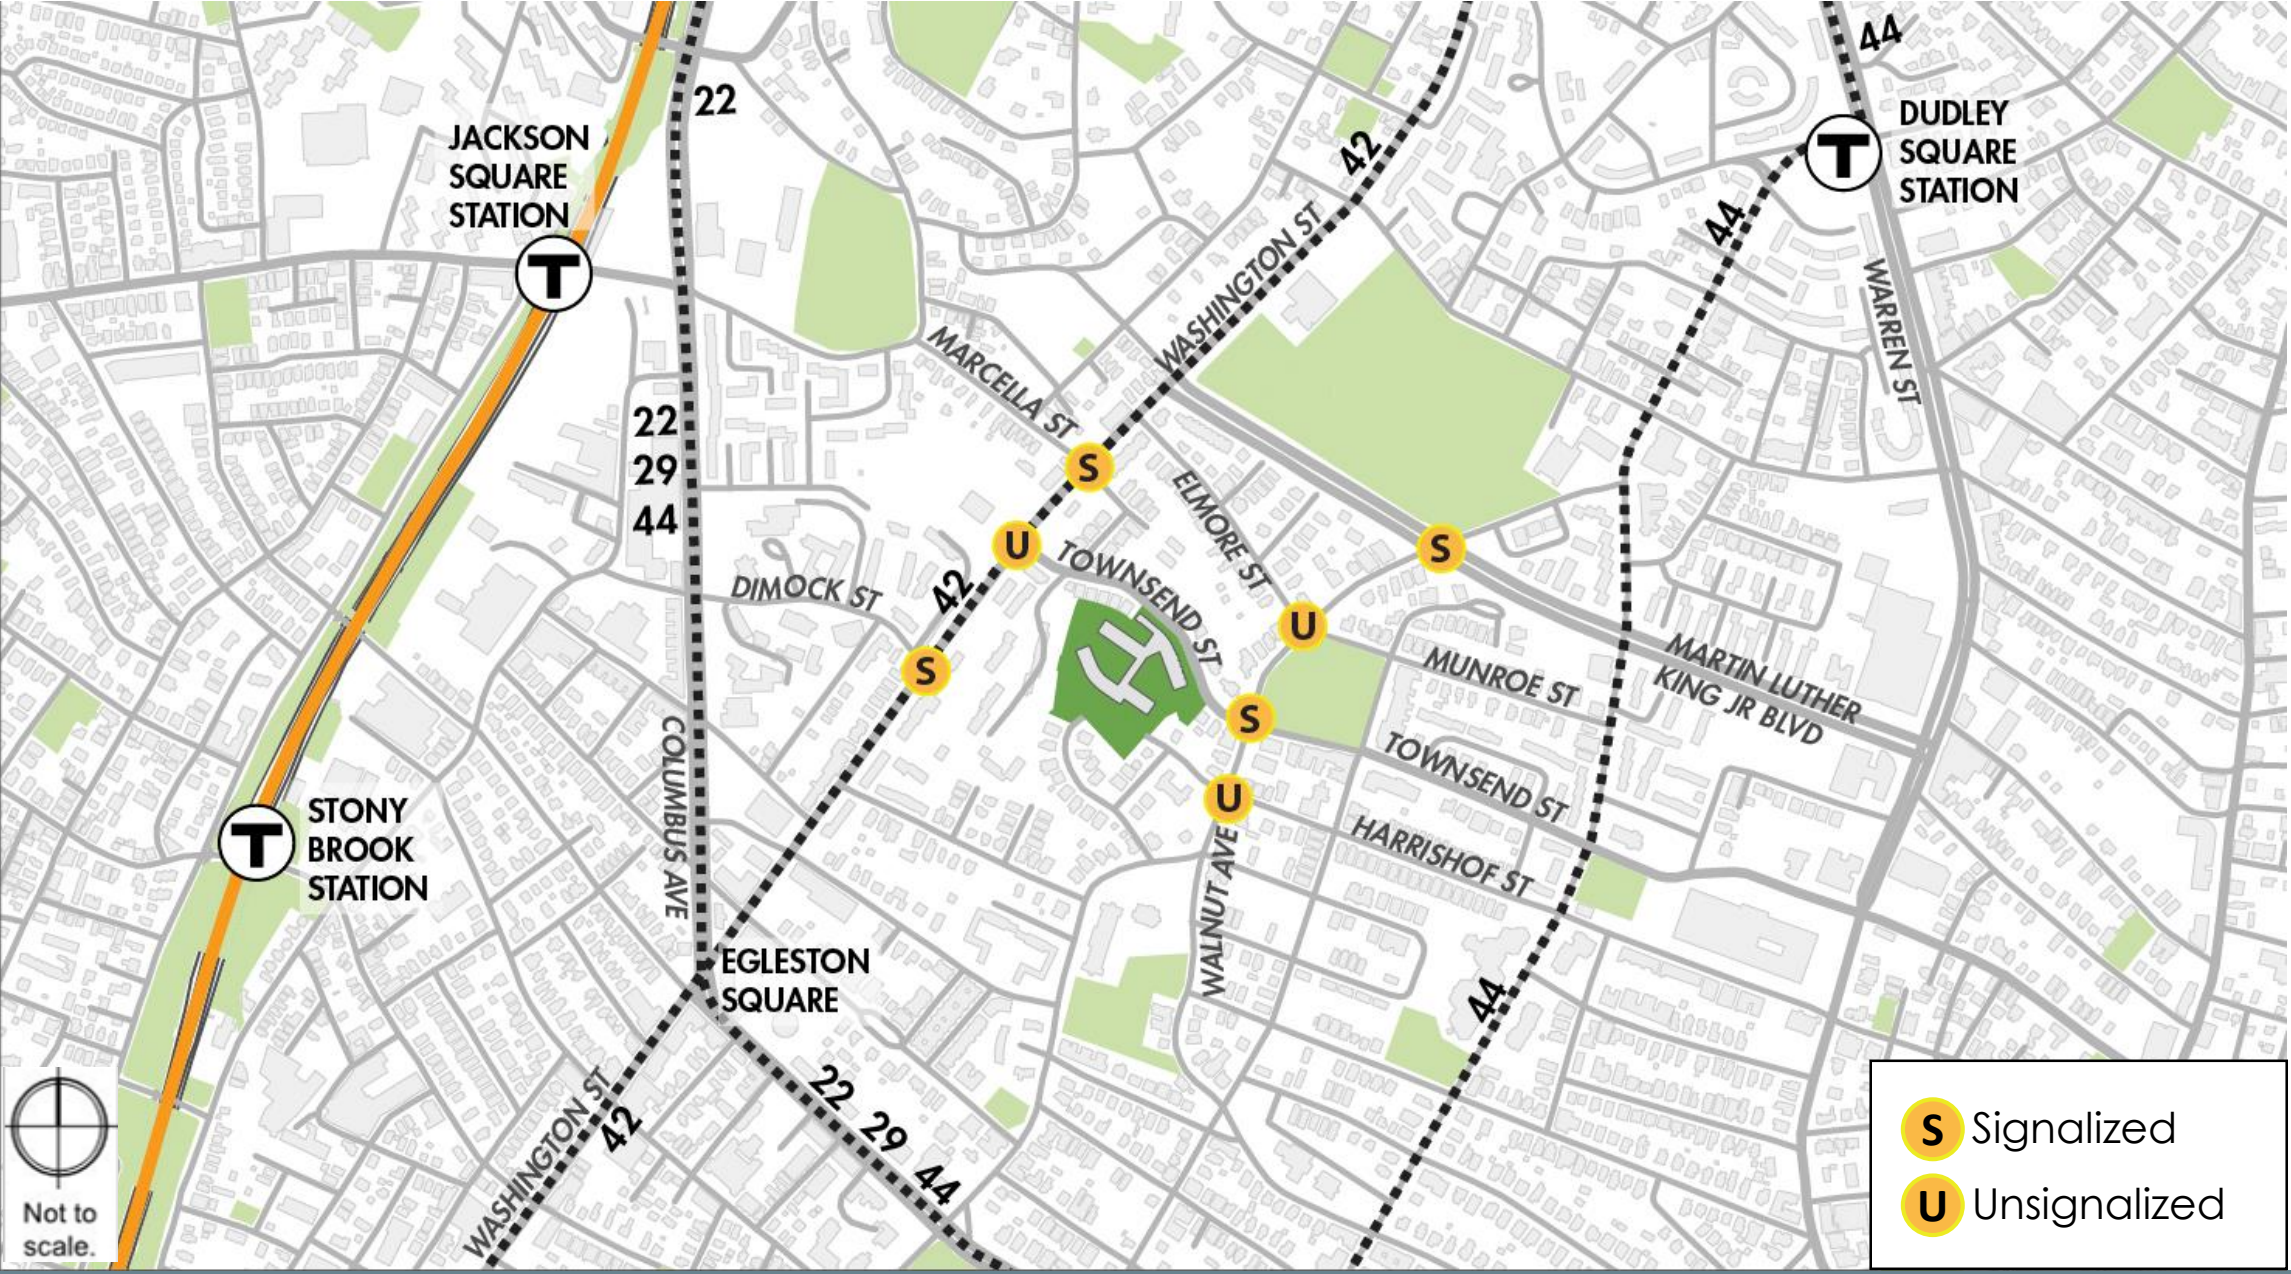 44
22
DUDLEY
SQUARE
STATION
JACKSON
SQUARE
STATION
T
42
T
44
WASHINGTON ST
WARREN ST
MARCELLA ST
22
29
44
S
ELMORE ST
U
S
TOWNSEND ST
DIMOCK ST
42
U
S
MUNROE ST
MARTIN LUTHER
KING JR BLVD
S
COLUMBUS AVE
TOWNSEND ST
U
STONY
BROOK
STATION
T
HARRISHOF ST
WALNUT AVE
EGLESTON
SQUARE
44
WASHINGTON ST
42
22
29
44
Not to
scale.
S Signalized
U Unsignalized